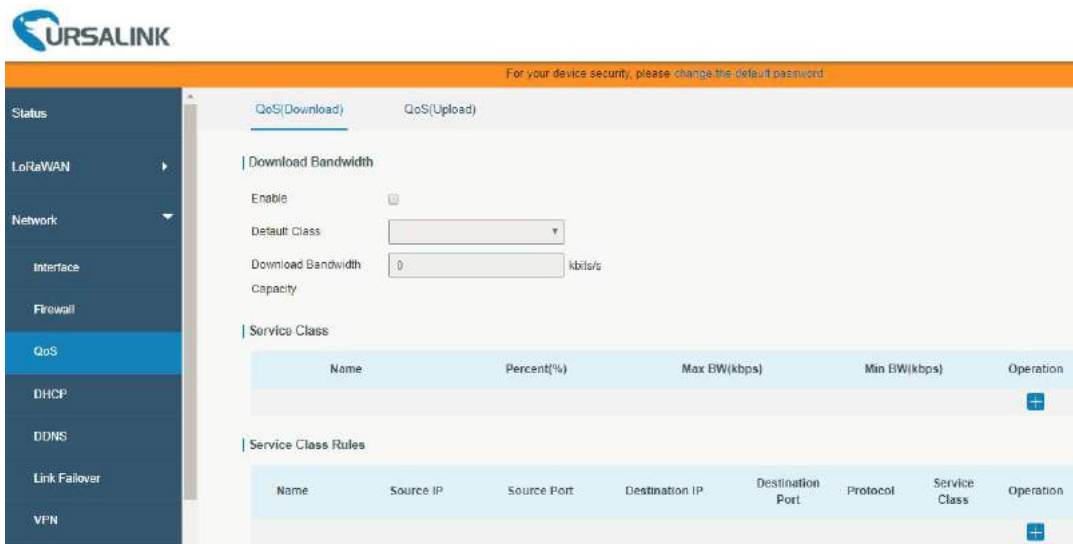 URSALINK
For your device security, please change the default password
Status
LoRaWAN
Network
Interface
Firewall
QoS
DHCP
DDNS
Link Failover
VPN
QoS(Download) QoS(Upload)
Download Bandwidth
Enable
Default Class
Download Bandwidth Capacity 0 kbits/s
Service Class
Name Percent(%) Max BW(kbps) Min BW(kbps) Operation
Service Class Rules
Name Source IP Source Port Destination IP Destination Port Protocol Service Class Operation